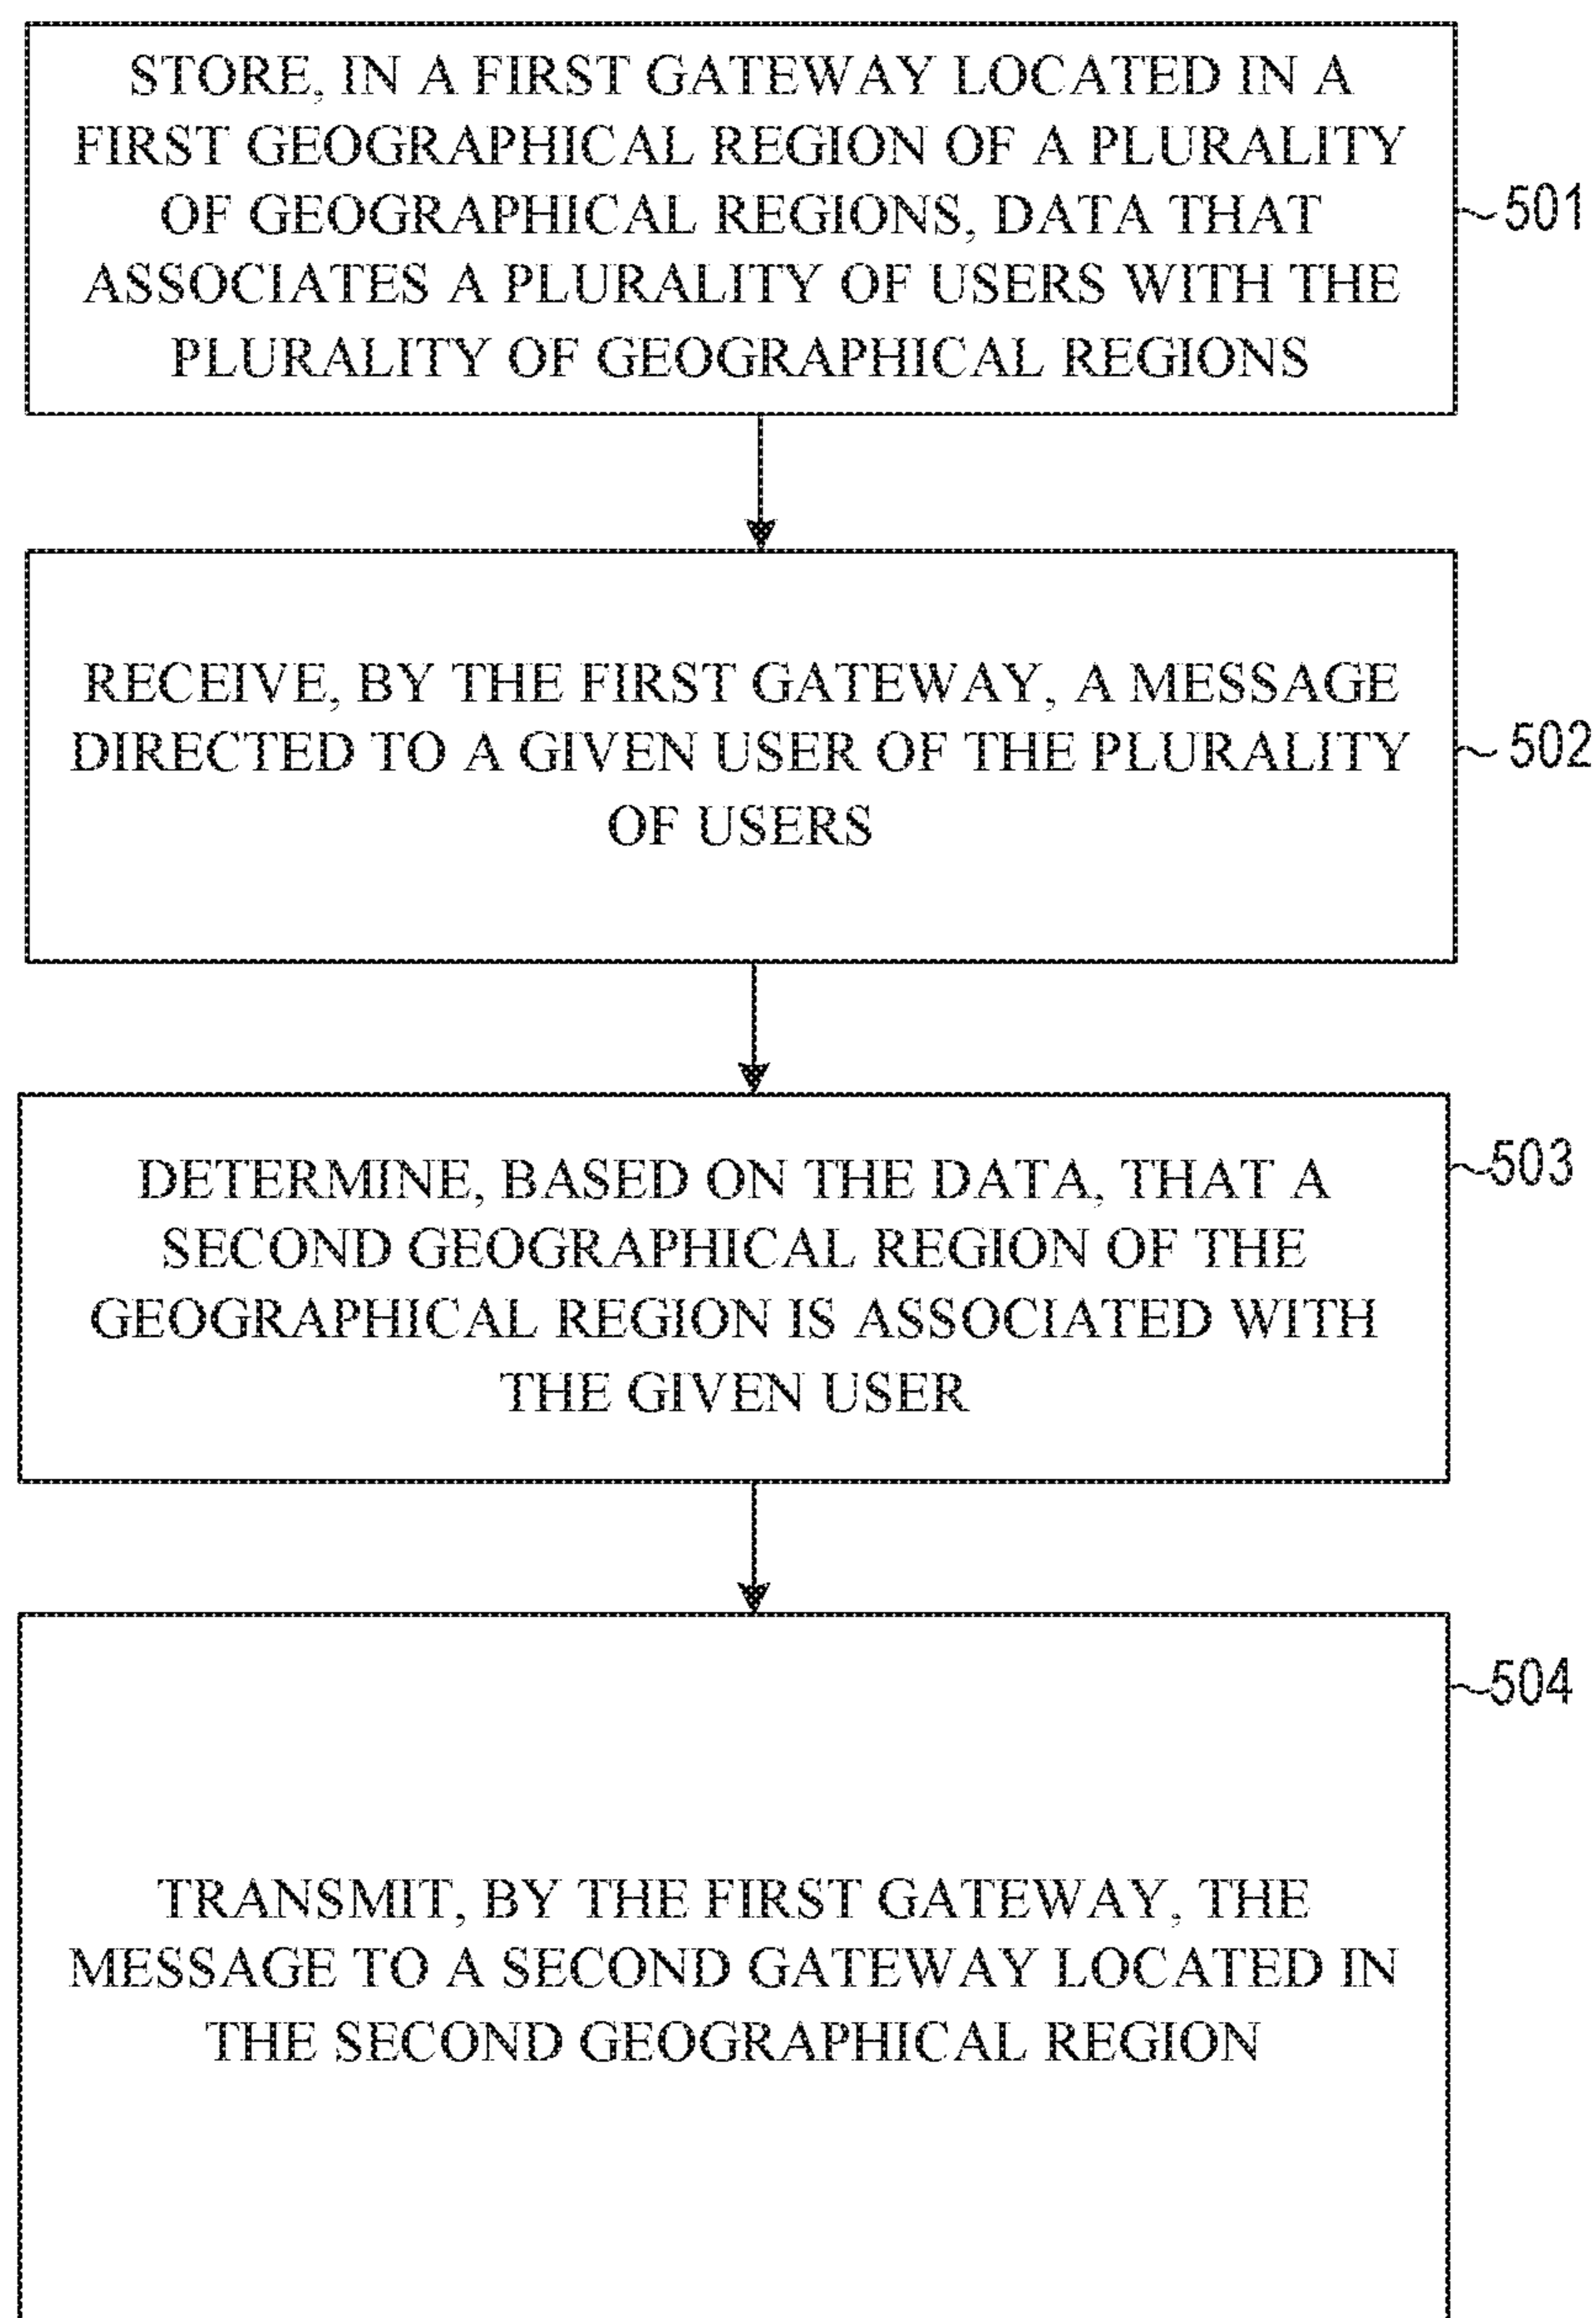 STORE, IN A FIRST GATEWAY LOCATED IN A
FIRST GEOGRAPHICAL REGION OF A PLURALITY
OF GEOGRAPHICAL REGIONS, DATA THAT
ASSOCIATES A PLURALITY OF USERS WITH THE
PLURALITY OF GEOGRAPHICAL REGIONS
501
RECEIVE, BY THE FIRST GATEWAY, A MESSAGE
DIRECTED TO A GIVEN USER OF THE PLURALITY
OF USERS
502
DETERMINE, BASED ON THE DATA, THAT A
SECOND GEOGRAPHICAL REGION OF THE
GEOGRAPHICAL REGION IS ASSOCIATED WITH
THE GIVEN USER
503
TRANSMIT, BY THE FIRST GATEWAY, THE
MESSAGE TO A SECOND GATEWAY LOCATED IN
THE SECOND GEOGRAPHICAL REGION
504